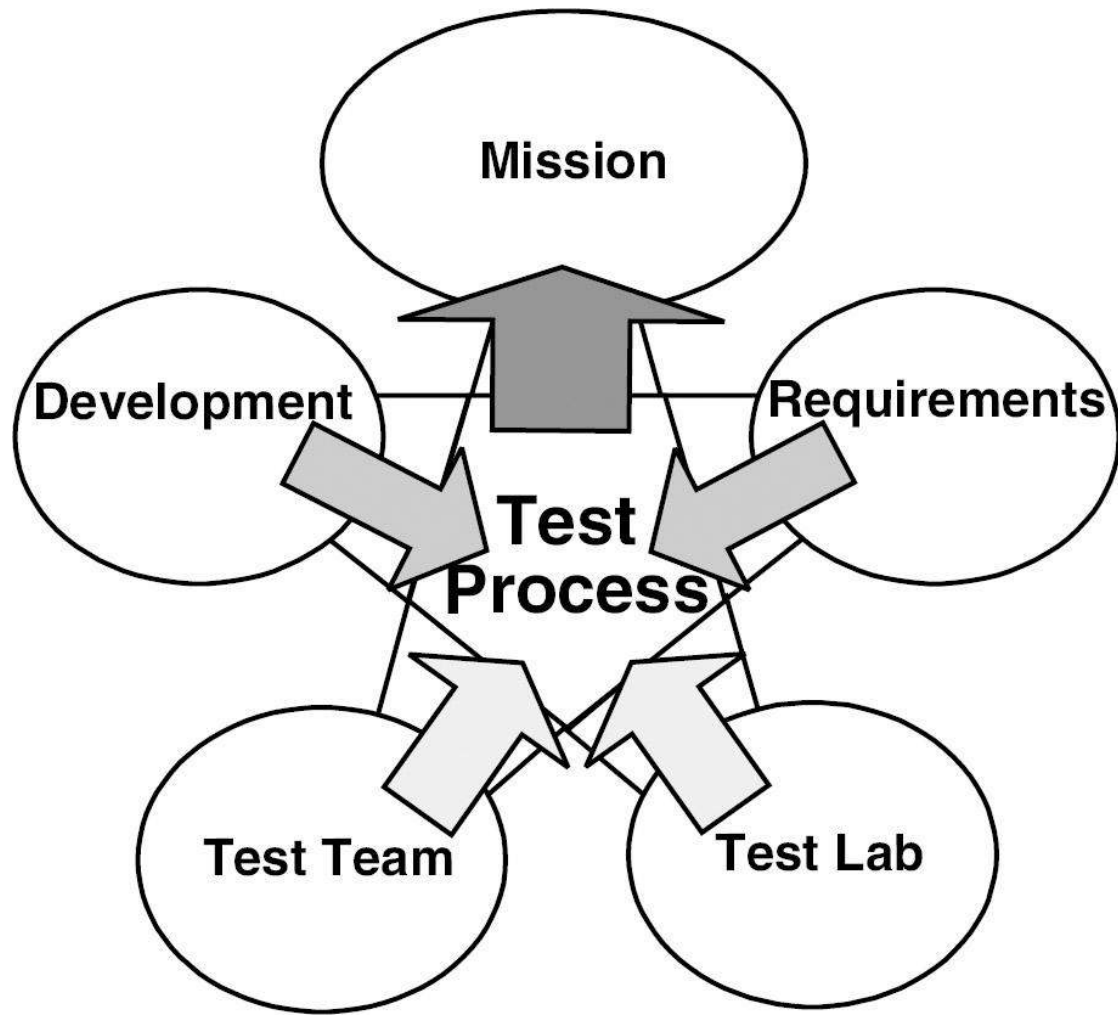 Mission
Development
Requirements
Test
Process
Test Team
Test Lab